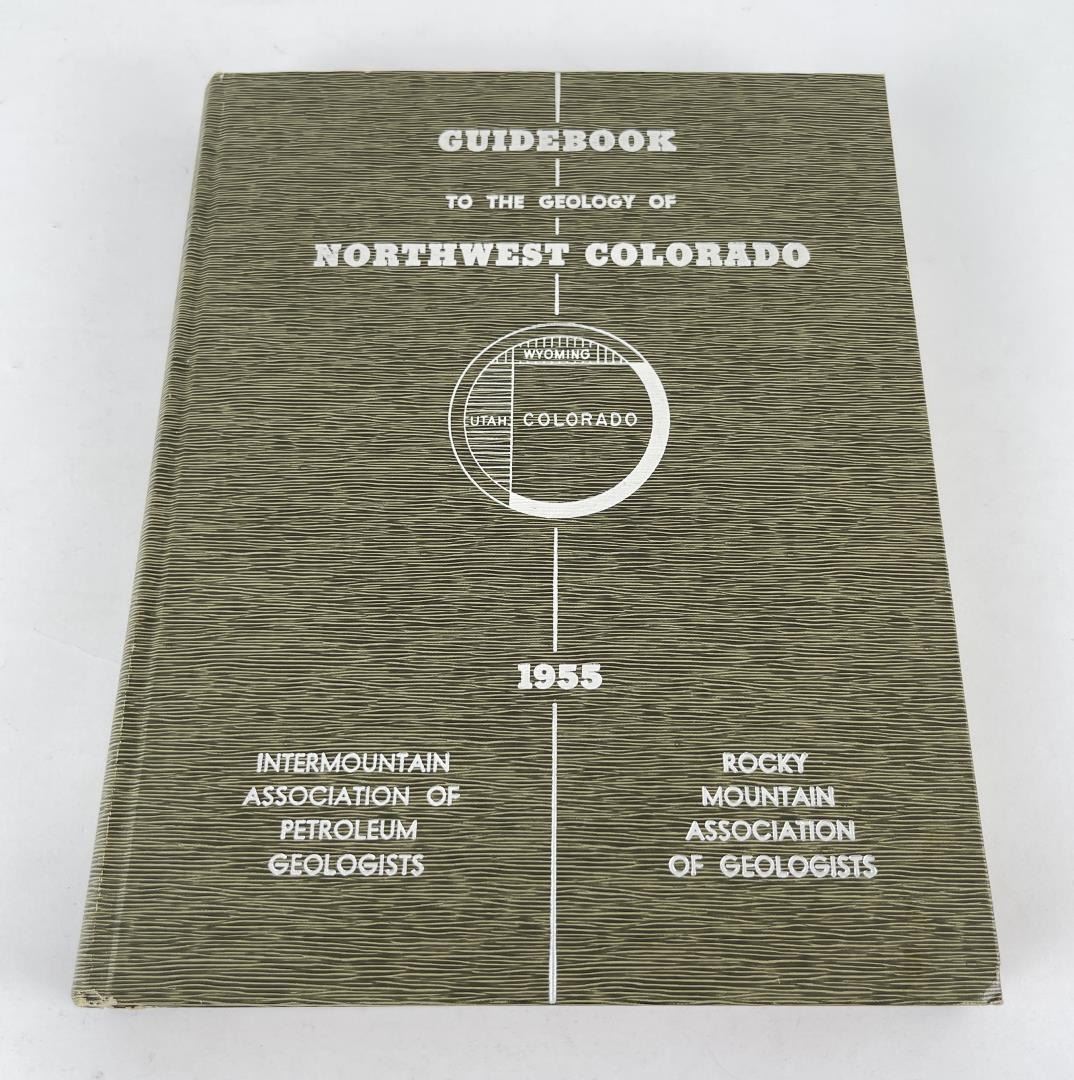 GUIDEBOOK
TO THE GEOLOGY OF
NORTHWEST COLORADO
WYOMING
UTAH
COLORADO
1955
INTERMOUNTAIN
ASSOCIATION OF
PETROLEUM
GEOLOGISTS
ROCKY
MOUNTAIN
ASSOCIATION
OF GEOLOGISTS